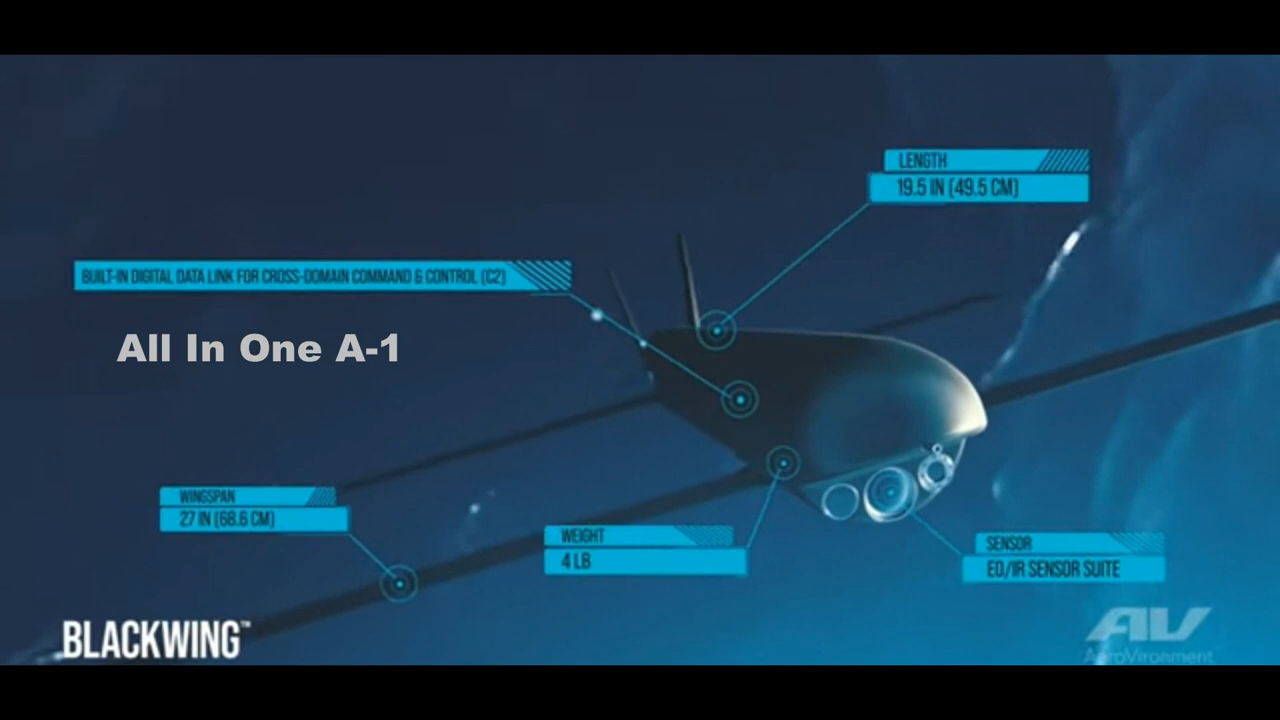 LENGTH
19.5 IN (49.5 CM)
BUILT-IN DIGITAL DATA LINK FOR CROSS-DOMAIN COMMAND & CONTROL (C2)
All In One A-1
WINGSPAN
27 IN (68.6 CM)
WEIGHT
4 LB
SENSOR
EO/IR SENSOR SUITE
BLACKWING™
AV
AeroVironment